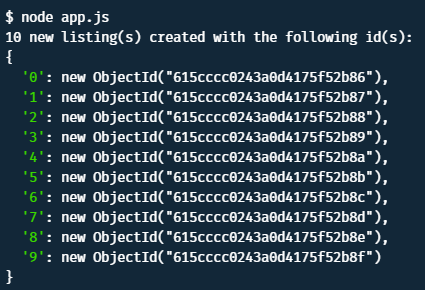 $ node app.js
10 new listing(s) created with the following id(s):
{
  '0': new ObjectId("615cccc0243a0d4175f52b86"),
  '1': new ObjectId("615cccc0243a0d4175f52b87"),
  '2': new ObjectId("615cccc0243a0d4175f52b88"),
  '3': new ObjectId("615cccc0243a0d4175f52b89"),
  '4': new ObjectId("615cccc0243a0d4175f52b8a"),
  '5': new ObjectId("615cccc0243a0d4175f52b8b"),
  '6': new ObjectId("615cccc0243a0d4175f52b8c"),
  '7': new ObjectId("615cccc0243a0d4175f52b8d"),
  '8': new ObjectId("615cccc0243a0d4175f52b8e"),
  '9': new ObjectId("615cccc0243a0d4175f52b8f")
}